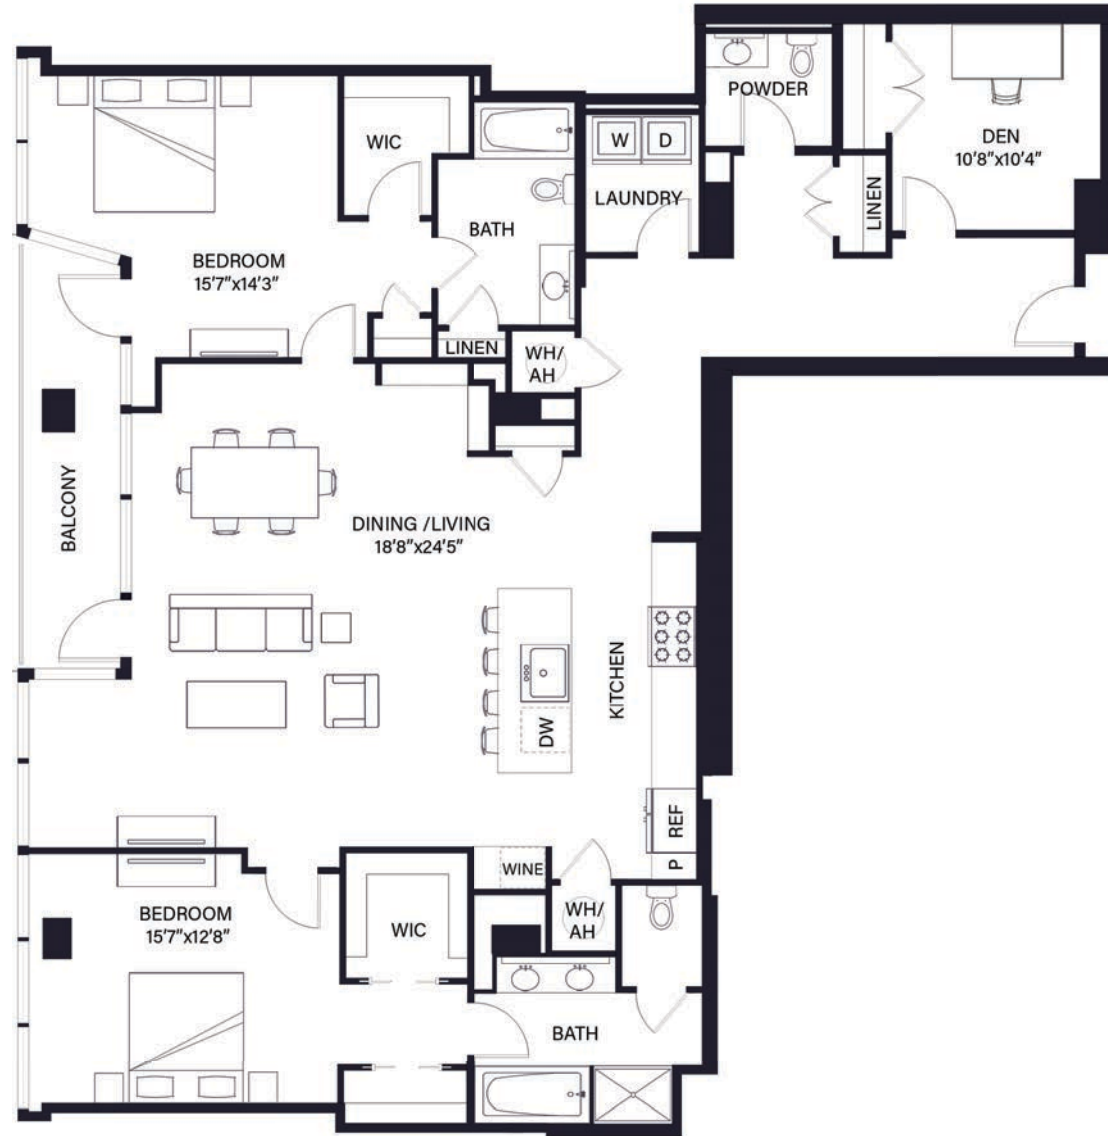 POWDER
DEN
10'8"x10'4"
WIC
W
D
LAUNDRY
LINEN
BATH
BEDROOM
15'7"x14'3"
LINEN
WH/
AH
BALCONY
DINING /LIVING
18'8"x24'5"
KITCHEN
DW
REF
P
WINE
BEDROOM
15'7"x12'8"
WIC
WH/
AH
BATH